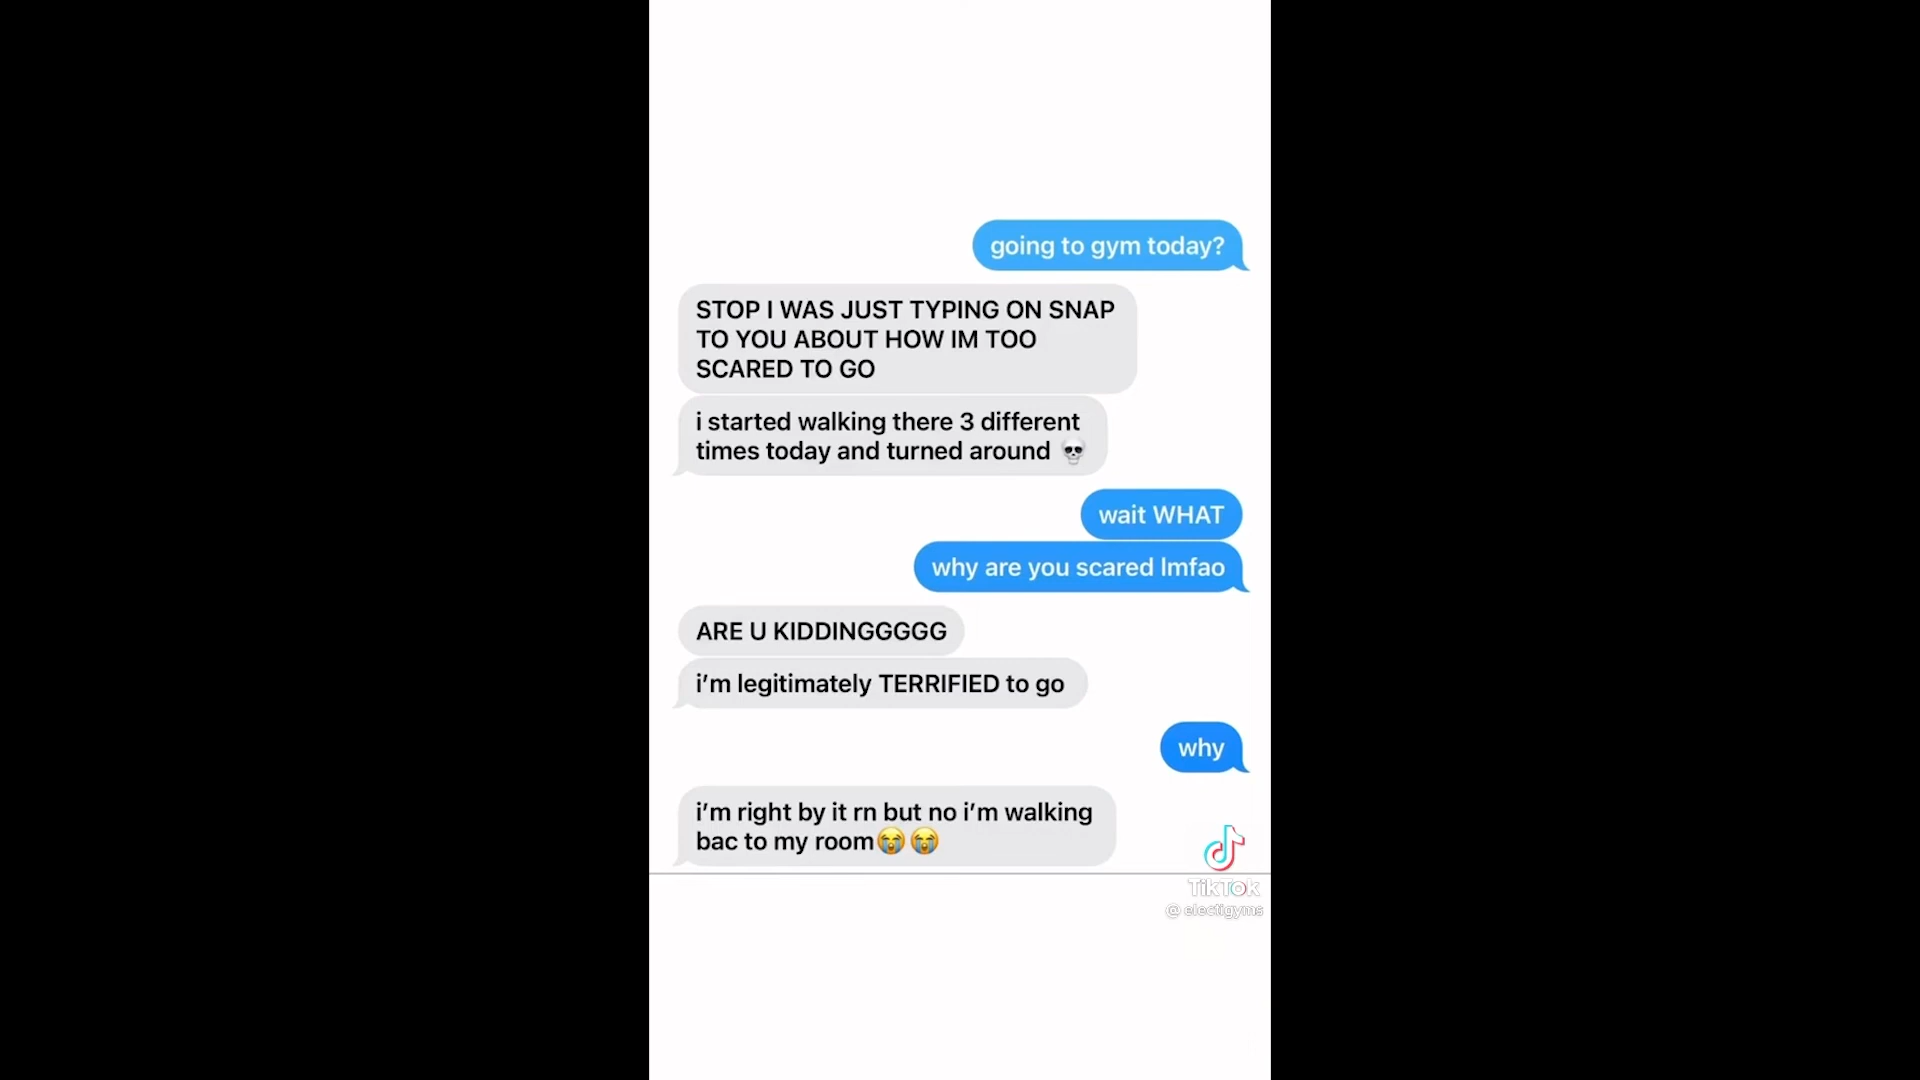 going to gym today?
STOP I WAS JUST TYPING ON SNAP
TO YOU ABOUT HOW IM TOO
SCARED TO GO
i started walking there 3 different
times today and turned around 💀
wait WHAT
why are you scared lmfao
ARE U KIDDINGGGGG
i’m legitimately TERRIFIED to go
why
i’m right by it rn but no i’m walking
bac to my room😭😭
TikTok
@ electigyms